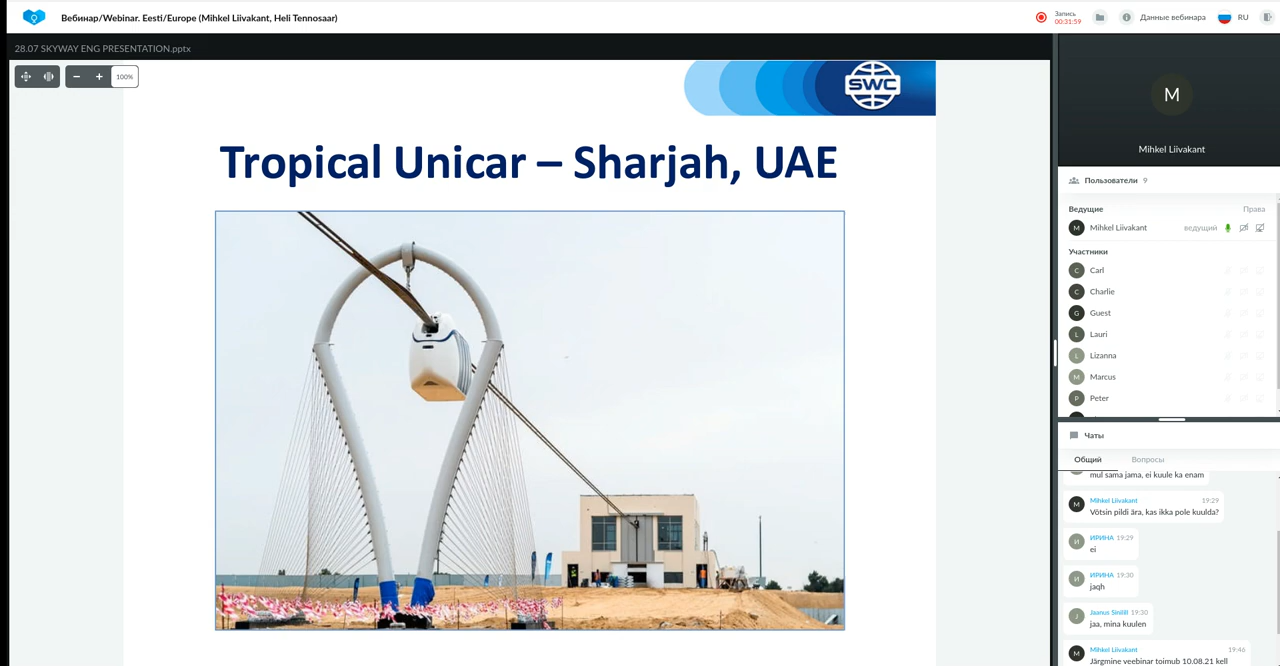 Вебинар/Webinar. Eesti/Europe (Mihkel Liivakant, Heli Tennosaar)
Запись
00:31:59
Данные вебинара
RU
28.07 SKYWAY ENG PRESENTATION.pptx
100%
SWC
Tropical Unicar – Sharjah, UAE
M
Mihkel Liivakant
Пользователи 9
Ведущие Права
M Mihkel Liivakant ведущий
Участники
C Carl
C Charlie
G Guest
L Lauri
L Lizanna
M Marcus
P Peter
Чаты
Общий Вопросы
mul sama jama, ei kuule ka enam
Mihkel Liivakant 19:29
M Võtsin pildi ära, kas ikka pole kuulda?
ИРИНА 19:29
И ei
ИРИНА 19:30
И jaqh
Jaanus Sinilill 19:30
J jaa, mina kuulen
Mihkel Liivakant 19:46
M Järgmine veebinar toimub 10.08.21 kell